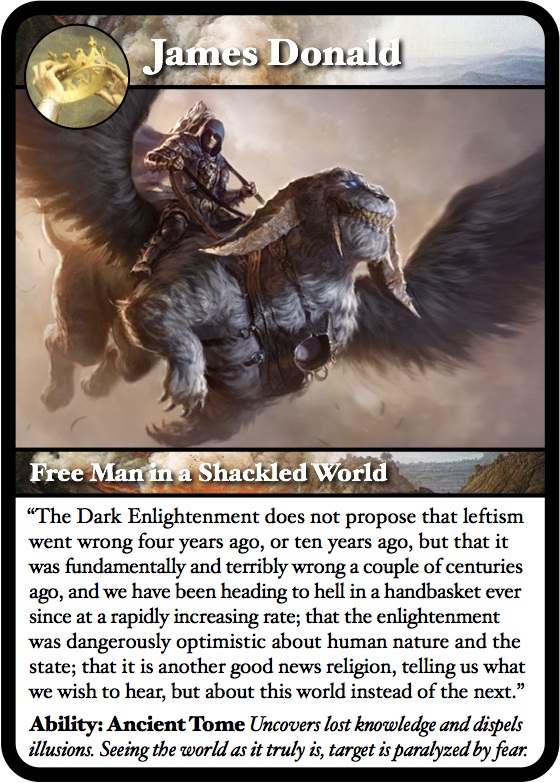 James Donald
Free Man in a Shackled World
“The Dark Enlightenment does not propose that leftism
went wrong four years ago, or ten years ago, but that it
was fundamentally and terribly wrong a couple of centuries
ago, and we have been heading to hell in a handbasket ever
since at a rapidly increasing rate; that the enlightenment
was dangerously optimistic about human nature and the
state; that it is another good news religion, telling us what
we wish to hear, but about this world instead of the next.”
Ability: Ancient Tome Uncovers lost knowledge and dispels
illusions. Seeing the world as it truly is, target is paralyzed by fear.